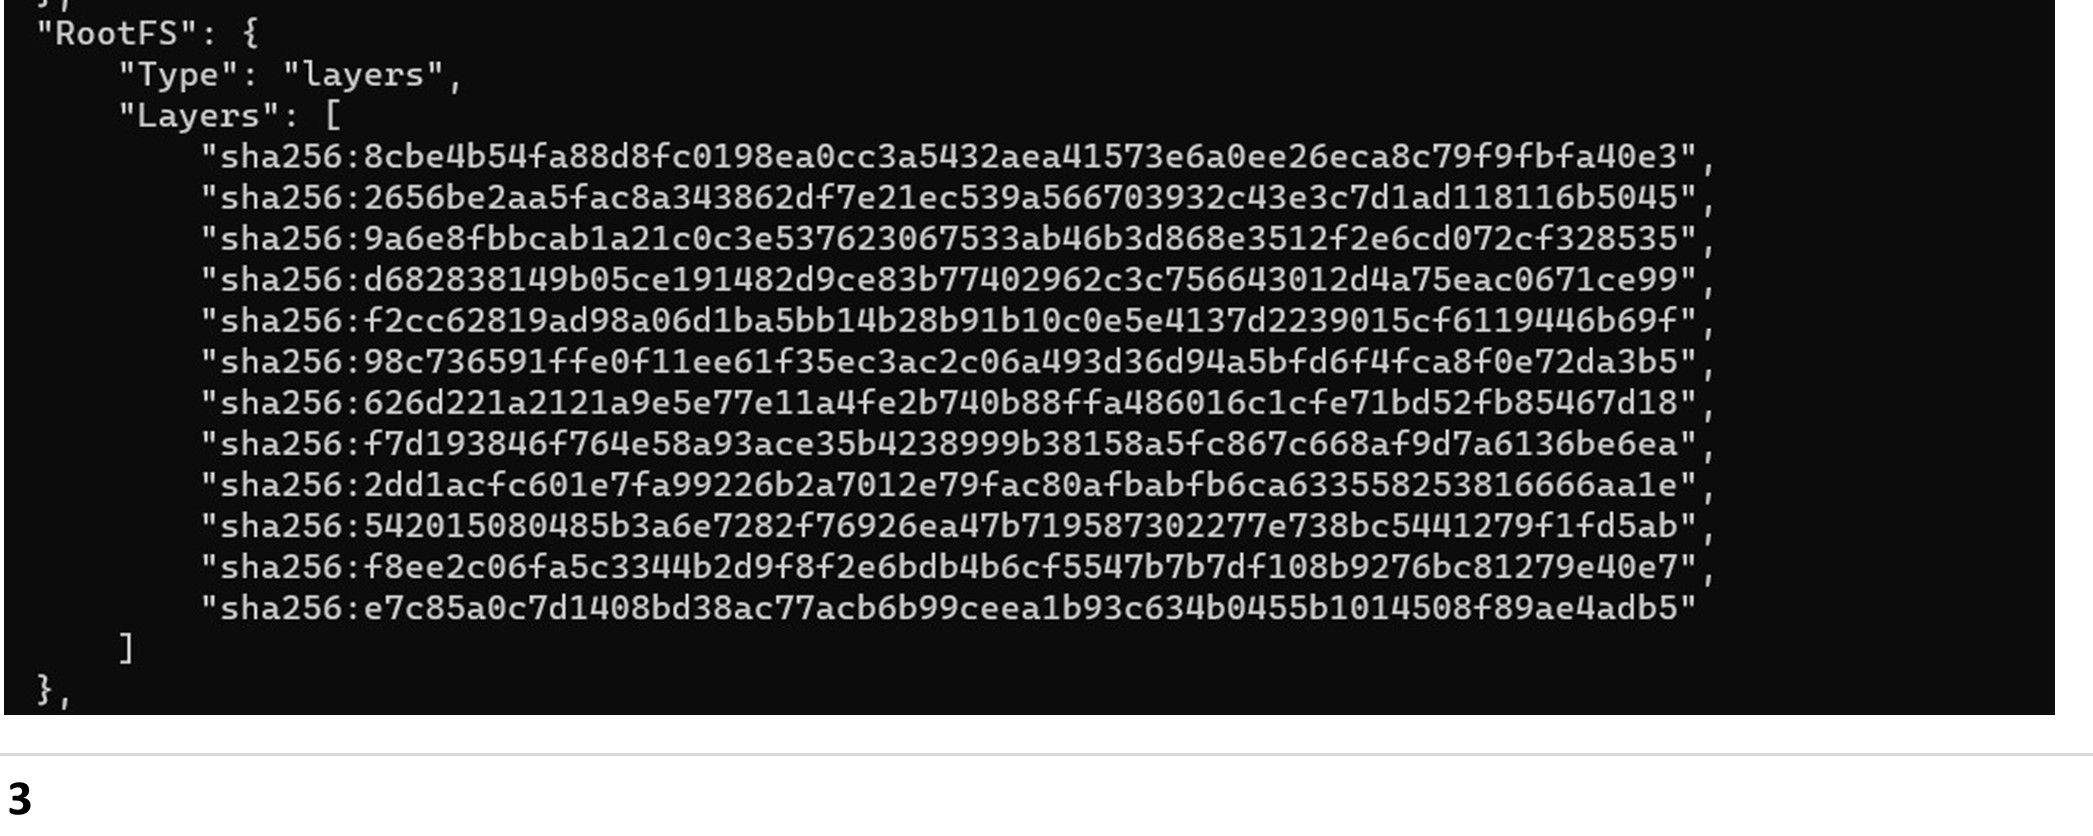 },
"RootFS": {
"Type": "layers",
"Layers": [
"sha256:8cbe4b54fa88d8fc0198ea0cc3a5432aea41573e6a0ee26eca8c79f9fbfa40e3",
"sha256:2656be2aa5fac8a343862df7e21ec539a566703932c43e3c7d1ad118116b5045",
"sha256:9a6e8fbbcab1a21c0c3e537623067533ab46b3d868e3512f2e6cd072cf328535",
"sha256:d682838149b05ce191482d9ce83b77402962c3c756643012d4a75eac0671ce99",
"sha256:f2cc62819ad98a06d1ba5bb14b28b91b10c0e5e4137d2239015cf6119446b69f",
"sha256:98c736591ffe0f11ee61f35ec3ac2c06a493d36d94a5bfd6f4fca8f0e72da3b5",
"sha256:626d221a2121a9e5e77e11a4fe2b740b88ffa486016c1cfe71bd52fb85467d18",
"sha256:f7d193846f764e58a93ace35b4238999b38158a5fc867c668af9d7a6136be6ea",
"sha256:2dd1acfc601e7fa99226b2a7012e79fac80afbabfb6ca633558253816666aa1e",
"sha256:542015080485b3a6e7282f76926ea47b719587302277e738bc5441279f1fd5ab",
"sha256:f8ee2c06fa5c3344b2d9f8f2e6bdb4b6cf5547b7b7df108b9276bc81279e40e7",
"sha256:e7c85a0c7d1408bd38ac77acb6b99ceea1b93c634b0455b1014508f89ae4adb5"
]
},
3